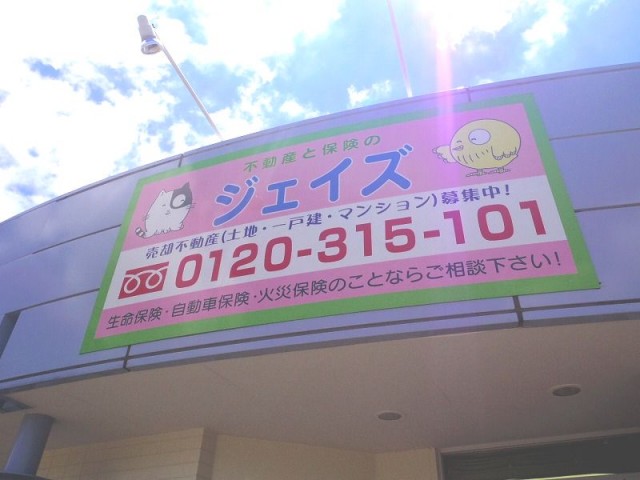 不動産と保険の
ジェイズ
売却不動産(土地・一戸建・マンション)募集中!
0120-315-101
生命保険・自動車保険・火災保険のことならご相談下さい!